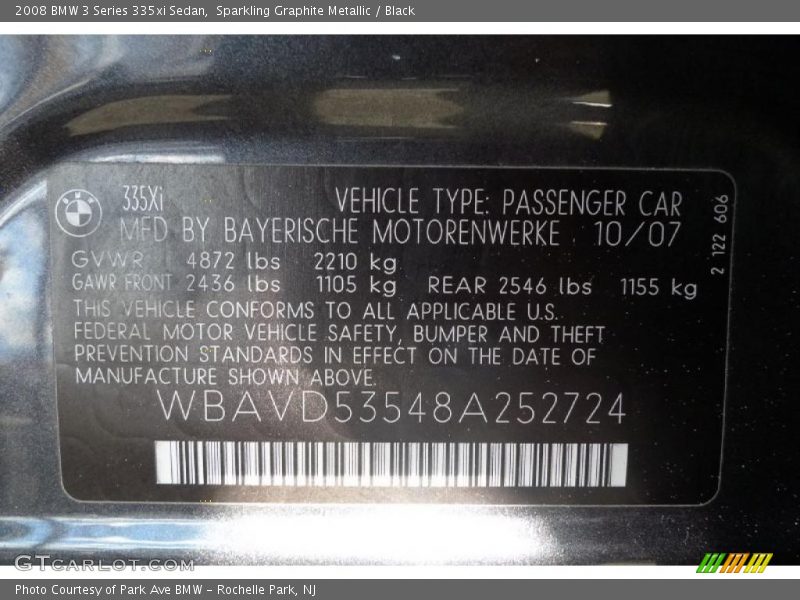 2008 BMW 3 Series 335xi Sedan, Sparkling Graphite Metallic / Black
335Xi VEHICLE TYPE: PASSENGER CAR
MFD BY BAYERISCHE MOTORENWERKE 10/07
GVWR 4872 lbs 2210 kg
GAWR FRONT 2436 lbs 1105 kg REAR 2546 lbs 1155 kg
THIS VEHICLE CONFORMS TO ALL APPLICABLE U.S.
FEDERAL MOTOR VEHICLE SAFETY, BUMPER AND THEFT
PREVENTION STANDARDS IN EFFECT ON THE DATE OF
MANUFACTURE SHOWN ABOVE.
WBAVD53548A252724
2 122 606
GTCARLOT.COM
Photo Courtesy of Park Ave BMW - Rochelle Park, NJ